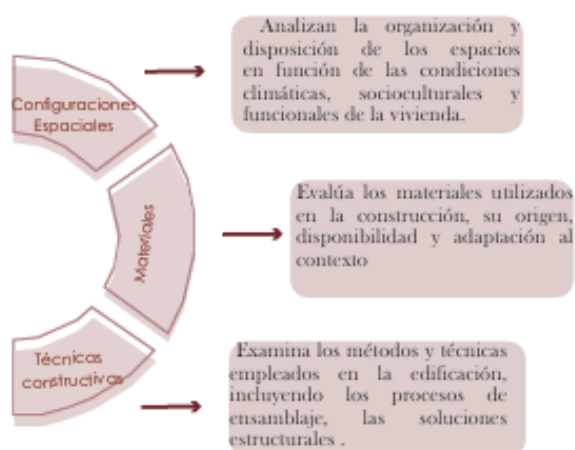 Configuraciones
Espaciales
Analizan la organización y
disposición de los espacios
en función de las condiciones
climáticas, socioculturales y
funcionales de la vivienda.
Materiales
Evalúa los materiales utilizados
en la construcción, su origen,
disponibilidad y adaptación al
contexto
Técnicas
constructivas
Examina los métodos y técnicas
empleados en la edificación,
incluyendo los procesos de
ensamblaje, las soluciones
estructurales .